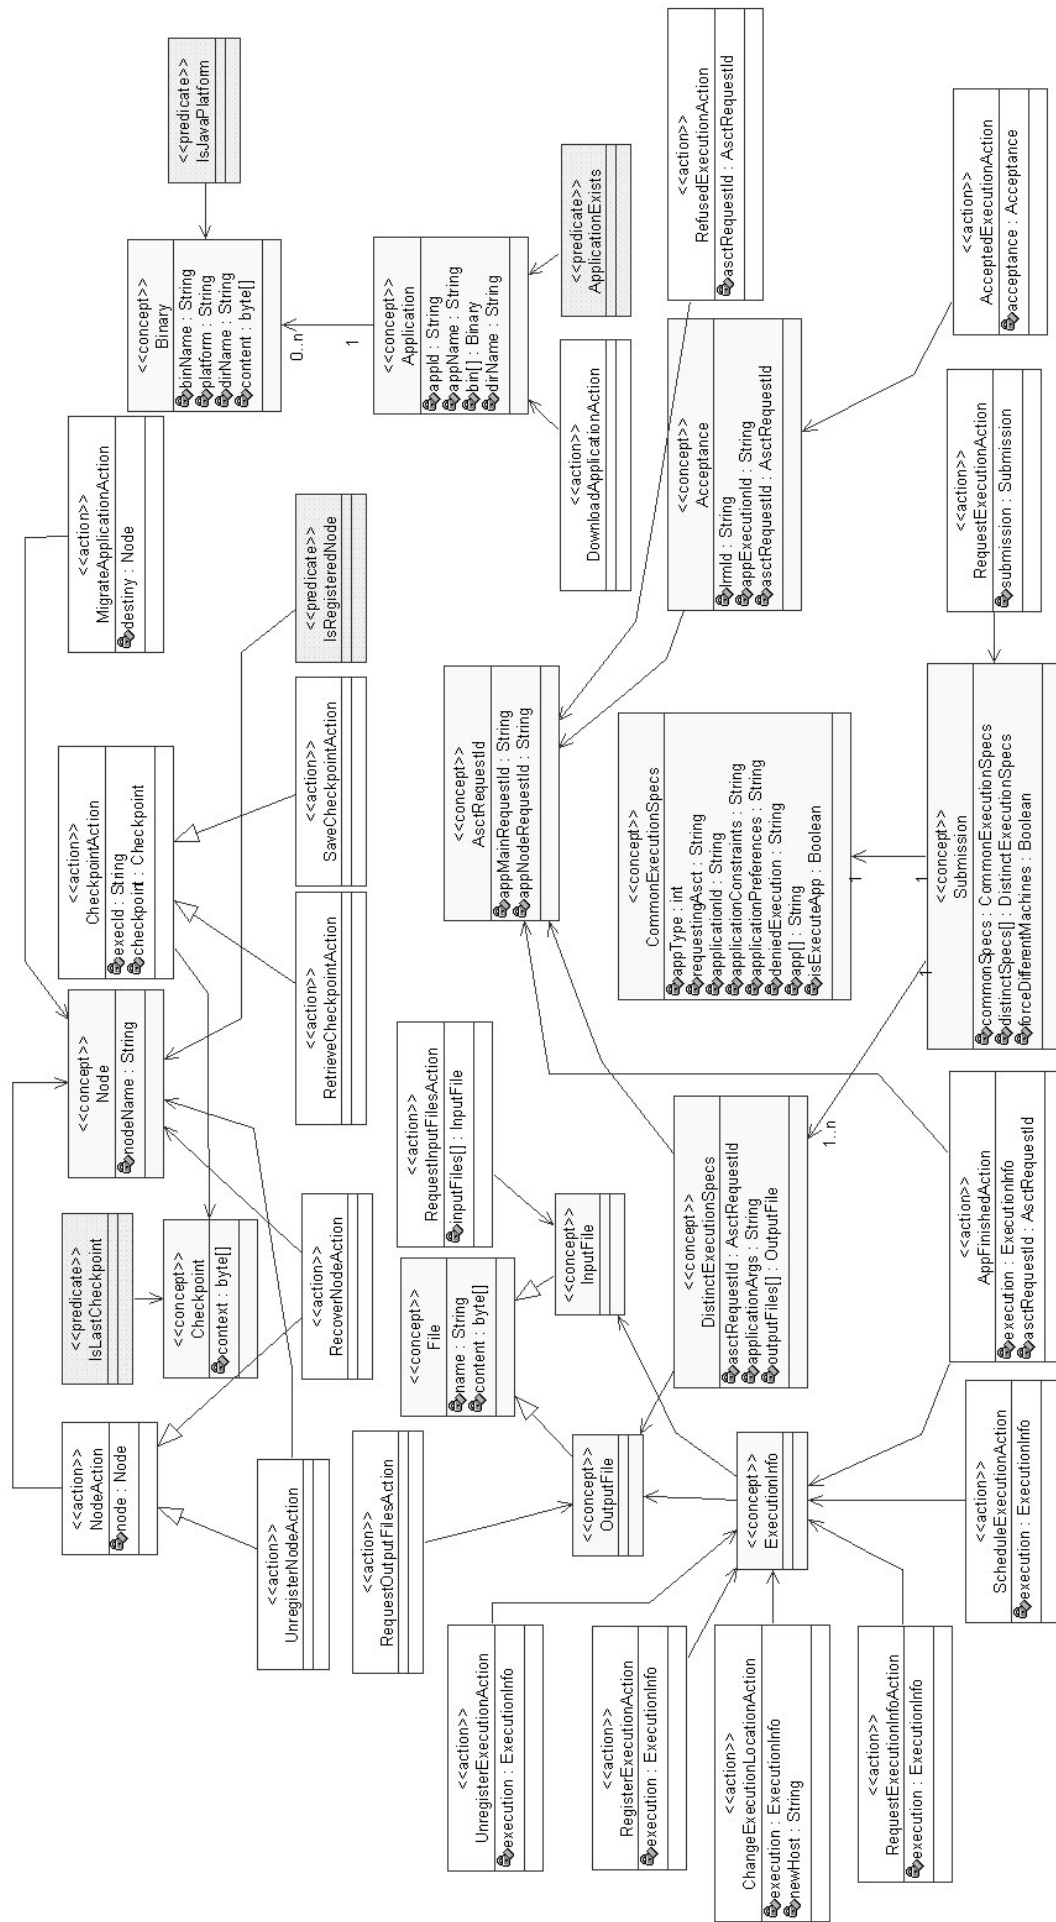 <<action>>
NodeAction
node : Node
<<predicate>>
IsLastCheckpoint
<<concept>>
Node
nodeName : String
<<action>>
CheckpointAction
execId : String
checkpoint : Checkpoint
<<action>>
MigrateApplicationAction
destiny : Node
<<concept>>
Binary
binName : String
platform : String
dirName : String
content : byte[]
<<predicate>>
IsJavaPlatform
<<concept>>
Checkpoint
context : byte[]
<<action>>
UnregisterNodeAction
<<action>>
RecoverNodeAction
<<action>>
RetrieveCheckpointAction
<<action>>
SaveCheckpointAction
<<predicate>>
IsRegisteredNode
0..n
1
<<concept>>
Application
appId : String
appName : String
bin[] : Binary
dirName : String
<<action>>
RequestOutputFilesAction
<<concept>>
File
name : String
content : byte[]
<<action>>
RequestInputFilesAction
inputFiles[] : InputFile
<<concept>>
AsctRequestId
appMainRequestId : String
appNodeRequestId : String
<<action>>
DownloadApplicationAction
<<predicate>>
ApplicationExists
<<action>>
UnregisterExecutionAction
execution : ExecutionInfo
<<concept>>
OutputFile
<<concept>>
InputFile
<<action>>
RegisterExecutionAction
execution : ExecutionInfo
<<concept>>
DistinctExecutionSpecs
asctRequestId : AsctRequestId
applicationArgs : String
outputFiles[] : OutputFile
<<concept>>
CommonExecutionSpecs
appType : int
requestingAsct : String
applicationId : String
applicationConstraints : String
applicationPreferences : String
deniedExecution : String
app[] : String
isExecuteApp : Boolean
<<concept>>
Acceptance
lrmId : String
appExecutionId : String
asctRequestId : AsctRequestId
<<action>>
RefusedExecutionAction
asctRequestId : AsctRequestId
<<action>>
ChangeExecutionLocationAction
execution : ExecutionInfo
newHost : String
<<concept>>
ExecutionInfo
1..n
1
1
1
<<action>>
RequestExecutionInfoAction
execution : ExecutionInfo
<<action>>
ScheduleExecutionAction
execution : ExecutionInfo
<<action>>
AppFinishedAction
execution : ExecutionInfo
asctRequestId : AsctRequestId
<<concept>>
Submission
commonSpecs : CommonExecutionSpecs
distinctSpecs[] : DistinctExecutionSpecs
forceDifferentMachines : Boolean
<<action>>
RequestExecutionAction
submission : Submission
<<action>>
AcceptedExecutionAction
acceptance : Acceptance